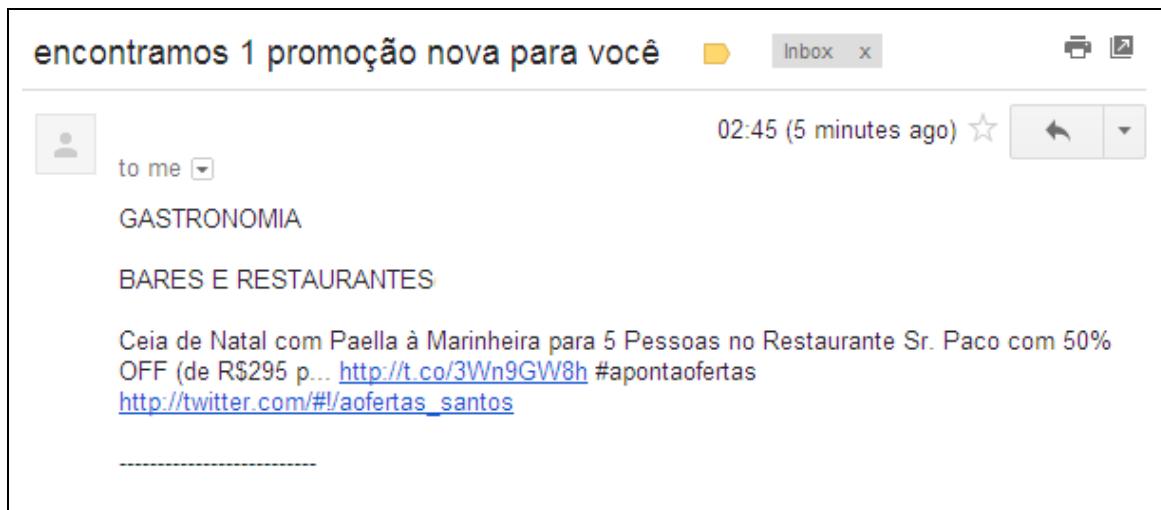 encontramos 1 promoção nova para você
Inbox x
02:45 (5 minutes ago)
to me
GASTRONOMIA
BARES E RESTAURANTES
Ceia de Natal com Paella à Marinheira para 5 Pessoas no Restaurante Sr. Paco com 50%
OFF (de R$295 p... http://t.co/3Wn9GW8h #apontaofertas
http://twitter.com/#!/aofertas_santos
--------------------------